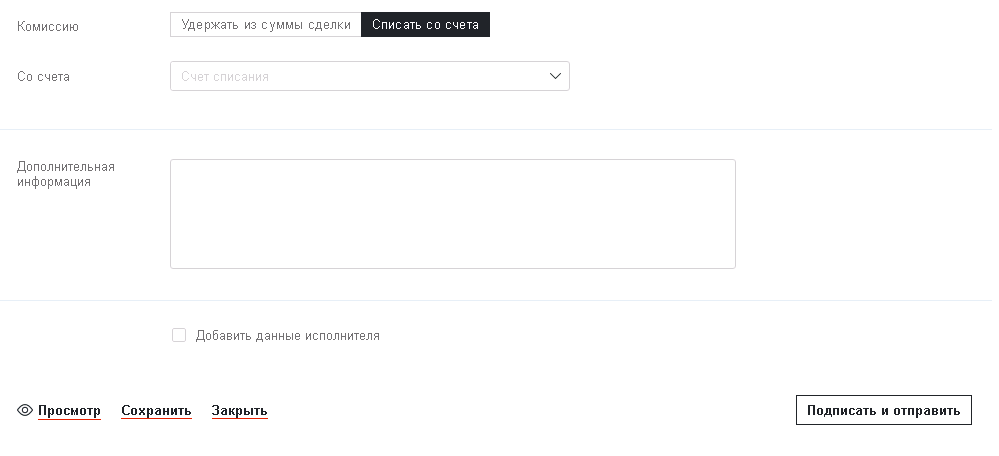 Комиссию Удержать из суммы сделки Списать со счета
Со счета Счет списания
Дополнительная
информация
Добавить данные исполнителя
Просмотр Сохранить Закрыть Подписать и отправить